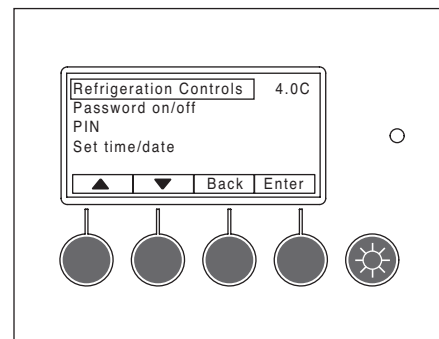 Refrigeration Controls 4.0C
Password on/off
PIN
Set time/date
Back Enter